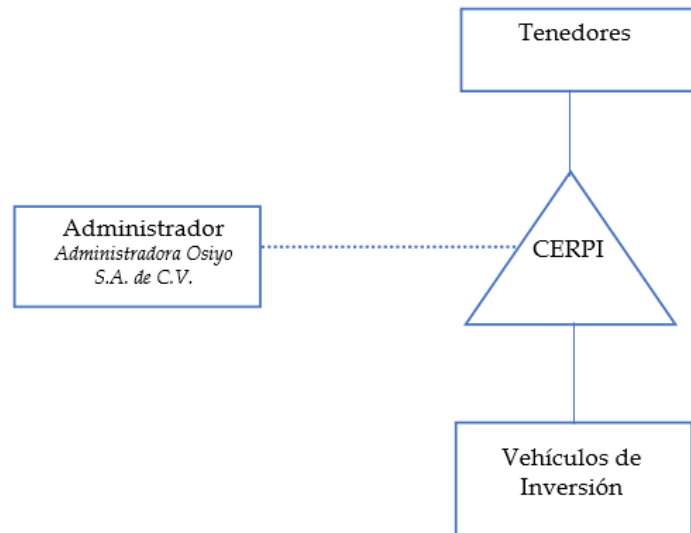 Tenedores
Administrador
Administradora Osiyo
S.A. de C.V.
CERPI
Vehículos de
Inversión